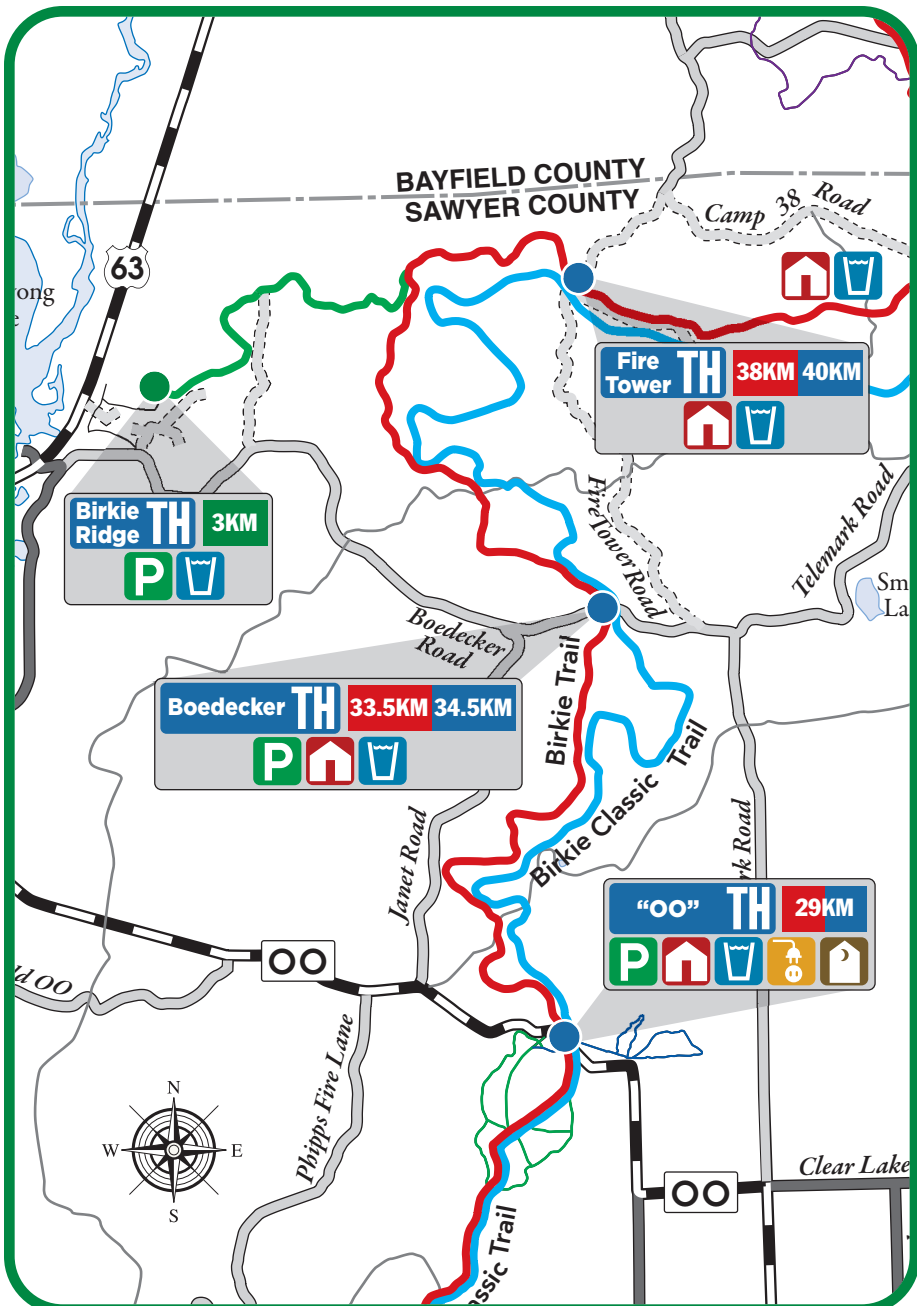 BAYFIELD COUNTY
SAWYER COUNTY
Camp 38 Road
63
ong
e
Fire
Tower
TH
38KM
40KM
Birkie
Ridge
TH
3KM
P
Fire Tower Road
Telemark Road
Sm
La
Boedecker
Road
Boedecker
TH
33.5KM
34.5KM
P
Birkie Trail
Birkie Classic Trail
Janet Road
rk Road
"OO"
TH
29KM
P
OO
ld OO
Phipps Fire Lane
N
W
E
S
OO
Clear Lake
assic Trail